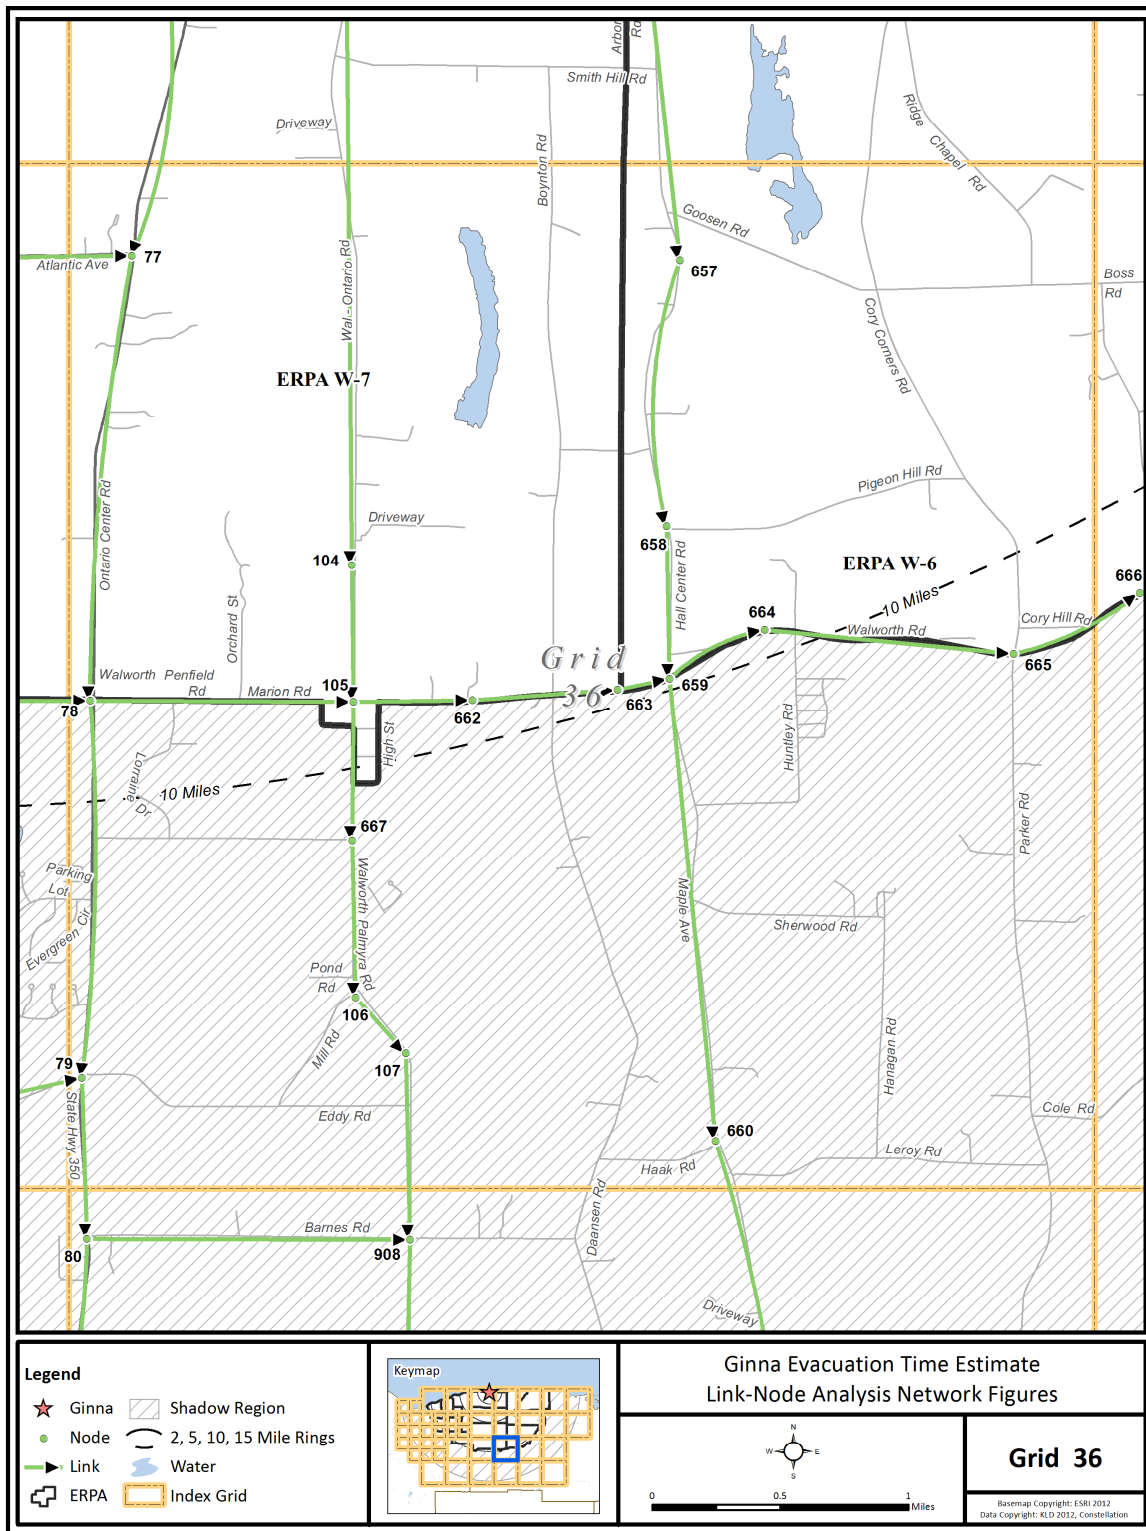 Arbor
Rd
Smith Hill Rd
Driveway
Boynton Rd
Ridge
Chapel Rd
Goosen Rd
77
Atlantic Ave
657
Boss
Rd
Wal.- Ontario Rd
Cory Corners Rd
ERPA W-7
Pigeon Hill Rd
Ontario Center Rd
Driveway
658
104
Hall Center Rd
ERPA W-6
666
Orchard St
10 Miles
664
Cory Hill Rd
Walworth Rd
Grid
36
665
Walworth Penfield
Rd
Marion Rd
105
659
663
662
78
High St
Huntley Rd
Lorraine
Dr
10 Miles
667
Parker Rd
Parking
Lot
Walworth Palmyra Rd
Maple Ave
Evergreen Cir
Sherwood Rd
Pond
Rd
106
Mill Rd
Hanagan Rd
79
107
State Hwy 350
Eddy Rd
Cole Rd
660
Leroy Rd
Haak Rd
Daansen Rd
Barnes Rd
80
908
Driveway
Legend
Ginna
Shadow Region
Node
2, 5, 10, 15 Mile Rings
Link
Water
ERPA
Index Grid
Keymap
Ginna Evacuation Time Estimate
Link-Node Analysis Network Figures
N
W
E
S
0
0.5
1
Miles
Grid 36
Basemap Copyright: ESRI 2012
Data Copyright: KLD 2012, Constellation